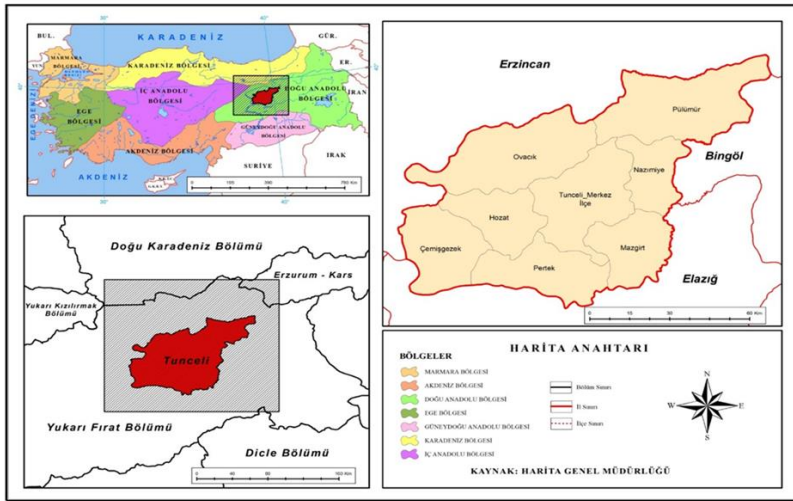 BUL.
KARADENİZ
GÜR.
YUN.
MARMARA
BÖLGESİ
KARADENİZ BÖLGESİ
ER.
İRAN
İÇ ANADOLU
BÖLGESİ
DOĞU ANADOLU
BÖLGESİ
EGE DENİZİ
EGE
BÖLGESİ
GÜNEYDOĞU ANADOLU
BÖLGESİ
AKDENİZ BÖLGESİ
IRAK
AKDENİZ
SURİYE
Erzincan
Pülümür
Ovacık
Nazımiye
Bingöl
Tunceli_Merkez
İlçe
Hozat
Çemişgezek
Mazgirt
Pertek
Elazığ
Doğu Karadeniz Bölümü
Erzurum - Kars
Yukarı Kızılırmak
Bölümü
Tunceli
Yukarı Fırat Bölümü
Dicle Bölümü
HARİTA ANAHTARI
BÖLGELER
MARMARA BÖLGESİ
AKDENİZ BÖLGESİ
DOĞU ANADOLU BÖLGESİ
EGE BÖLGESİ
GÜNEYDOĞU ANADOLU BÖLGESİ
KARADENİZ BÖLGESİ
İÇ ANADOLU BÖLGESİ
Bölüm Sınırı
İl Sınırı
İlçe Sınırı
N
W E
S
KAYNAK: HARİTA GENEL MÜDÜRLÜĞÜ